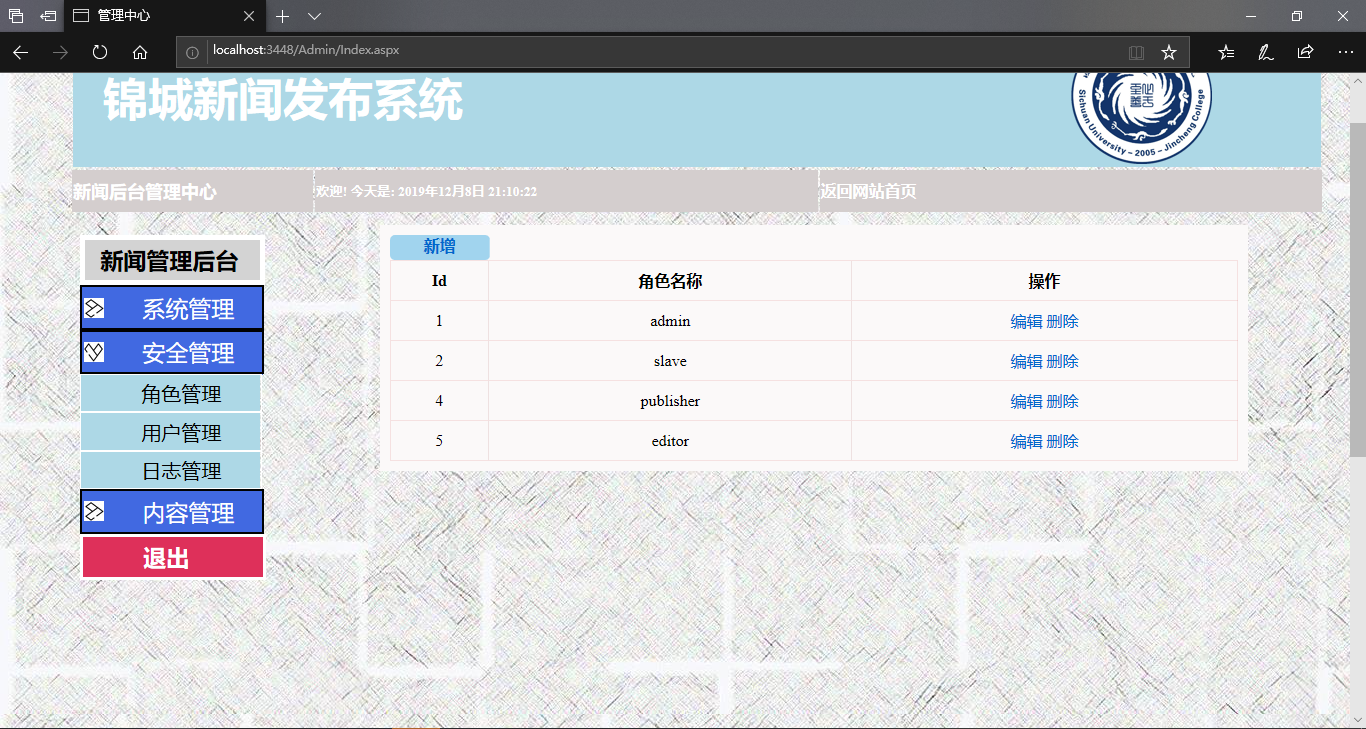 管理中心
localhost:3448/Admin/Index.aspx
锦城新闻发布系统
Sichuan University - 2005 - Jincheng College
新闻后台管理中心
欢迎! 今天是: 2019年12月8日 21:10:22
返回网站首页
新闻管理后台
系统管理
安全管理
角色管理
用户管理
日志管理
内容管理
退出
新增
Id 角色名称 操作
1 admin 编辑 删除
2 slave 编辑 删除
4 publisher 编辑 删除
5 editor 编辑 删除